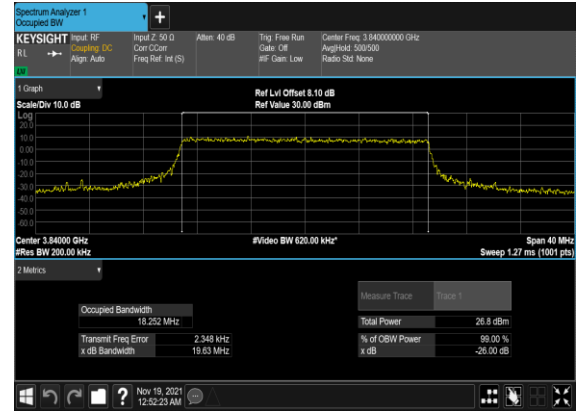 Spectrum Analyzer 1
Occupied BW
KEYSIGHT
RL
Input: RF
Coupling: DC
Align: Auto
Input Z: 50 Ω
Corr CCorr
Freq Ref: Int (S)
Atten: 40 dB
Trig: Free Run
Gate: Off
#IF Gain: Low
Center Freq: 3.840000000 GHz
Avg|Hold: 500/500
Radio Std: None
LV
1 Graph
Scale/Div 10.0 dB
Ref Lvl Offset 8.10 dB
Ref Value 30.00 dBm
Log
20.0
10.0
0.00
-10.0
-20.0
-30.0
-40.0
-50.0
-60.0
Center 3.84000 GHz
#Res BW 200.00 kHz
#Video BW 620.00 kHz*
Span 40 MHz
Sweep 1.27 ms (1001 pts)
2 Metrics
Measure Trace
Trace 1
Occupied Bandwidth
18.252 MHz
Total Power
26.8 dBm
Transmit Freq Error
2.348 kHz
% of OBW Power
99.00 %
x dB Bandwidth
19.63 MHz
x dB
-26.00 dB
?
Nov 19, 2021
12:52:23 AM